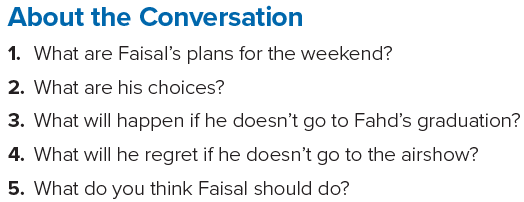 About the Conversation
1. What are Faisal’s plans for the weekend?
2. What are his choices?
3. What will happen if he doesn’t go to Fahd’s graduation?
4. What will he regret if he doesn’t go to the airshow?
5. What do you think Faisal should do?